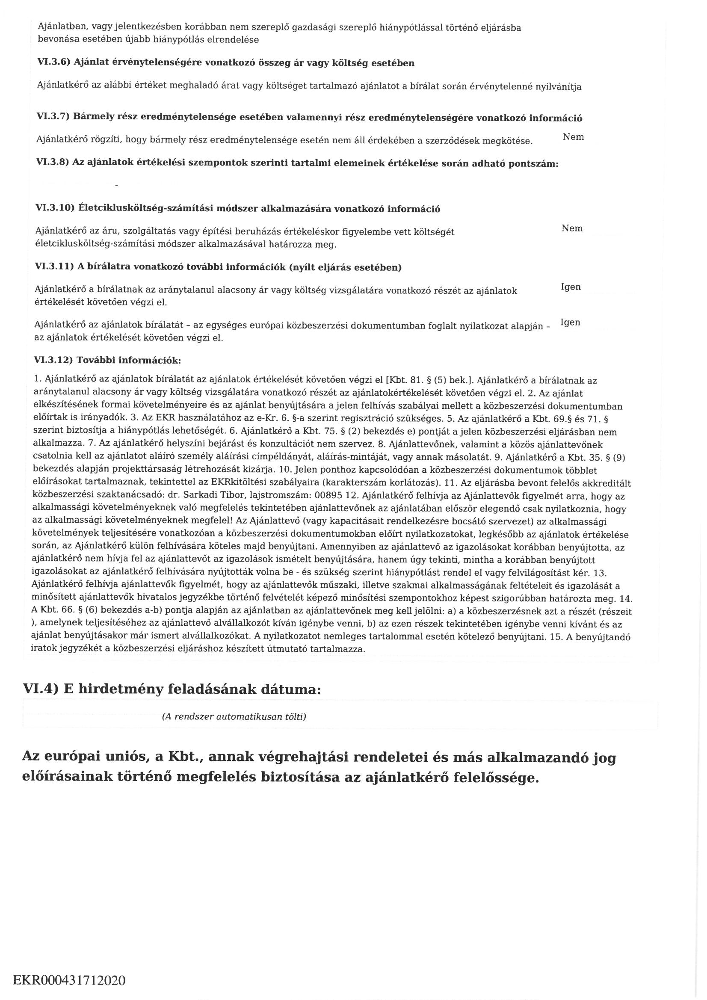 Ajánlatban, vagy jelentkezésben korábban nem szereplő gazdasági szereplő hiánypótlással történő eljárásba
bevonása esetében újabb hiánypótlás elrendelése
VI.3.6) Ajánlat érvénytelenségére vonatkozó összeg ár vagy költség esetében
Ajánlatkérő az alábbi értéket meghaladó árat vagy költséget tartalmazó ajánlatot a bírálat során érvénytelenné nyilvánítja
VI.3.7) Bármely rész eredménytelensége esetében valamennyi rész eredménytelenségére vonatkozó információ
Ajánlatkérő rögzíti, hogy bármely rész eredménytelensége esetén nem áll érdekében a szerződések megkötése. Nem
VI.3.8) Az ajánlatok értékelési szempontok szerinti tartalmi elemeinek értékelése során adható pontszám:
-
VI.3.10) Életciklusköltség-számítási módszer alkalmazására vonatkozó információ
Ajánlatkérő az áru, szolgáltatás vagy építési beruházás értékeléskor figyelembe vett költségét Nem
életciklusköltség-számítási módszer alkalmazásával határozza meg.
VI.3.11) A bírálatra vonatkozó további információk (nyílt eljárás esetében)
Ajánlatkérő a bírálatnak az aránytalanul alacsony ár vagy költség vizsgálatára vonatkozó részét az ajánlatok Igen
értékelését követően végzi el.
Ajánlatkérő az ajánlatok bírálatát – az egységes európai közbeszerzési dokumentumban foglalt nyilatkozat alapján – Igen
az ajánlatok értékelését követően végzi el.
VI.3.12) További információk:
1. Ajánlatkérő az ajánlatok bírálatát az ajánlatok értékelését követően végzi el [Kbt. 81. § (5) bek.]. Ajánlatkérő a bírálatnak az
aránytalanul alacsony ár vagy költség vizsgálatára vonatkozó részét az ajánlatokértékelését követően végzi el. 2. Az ajánlat
elkészítésének formai követelményeire és az ajánlat benyújtására a jelen felhívás szabályai mellett a közbeszerzési dokumentumban
előírtak is irányadók. 3. Az EKR használatához az e-Kr. 6. §-a szerint regisztráció szükséges. 5. Az ajánlatkérő a Kbt. 69.§ és 71. §
szerint biztosítja a hiánypótlás lehetőségét. 6. Ajánlatkérő a Kbt. 75. § (2) bekezdés e) pontját a jelen közbeszerzési eljárásban nem
alkalmazza. 7. Az ajánlatkérő helyszíni bejárást és konzultációt nem szervez. 8. Ajánlattevőnek, valamint a közös ajánlattevőnek
csatolnia kell az ajánlatot aláíró személy aláírási címpéldányát, aláírás-mintáját, vagy annak másolatát. 9. Ajánlatkérő a Kbt. 35. § (9)
bekezdés alapján projekttársaság létrehozását kizárja. 10. Jelen ponthoz kapcsolódóan a közbeszerzési dokumentumok többlet
előírásokat tartalmaznak, tekintettel az EKRkitöltési szabályaira (karakterszám korlátozás). 11. Az eljárásba bevont felelős akkreditált
közbeszerzési szaktanácsadó: dr. Sarkadi Tibor, lajstromszám: 00895 12. Ajánlatkérő felhívja az Ajánlattevők figyelmét arra, hogy az
alkalmassági követelményeknek való megfelelés tekintetében ajánlattevőnek az ajánlatában először elegendő csak nyilatkoznia, hogy
az alkalmassági követelményeknek megfelel! Az Ajánlattevő (vagy kapacitásait rendelkezésre bocsátó szervezet) az alkalmassági
követelmények teljesítésére vonatkozóan a közbeszerzési dokumentumokban előírt nyilatkozatokat, legkésőbb az ajánlatok értékelése
során, az Ajánlatkérő külön felhívására köteles majd benyújtani. Amennyiben az ajánlattevő az igazolásokat korábban benyújtotta, az
ajánlatkérő nem hívja fel az ajánlattevőt az igazolások ismételt benyújtására, hanem úgy tekinti, mintha a korábban benyújtott
igazolásokat az ajánlatkérő felhívására nyújtották volna be - és szükség szerint hiánypótlást rendel el vagy felvilágosítást kér. 13.
Ajánlatkérő felhívja ajánlattevők figyelmét, hogy az ajánlattevők műszaki, illetve szakmai alkalmasságának feltételeit és igazolását a
minősített ajánlattevők hivatalos jegyzékbe történő felvételét képező minősítési szempontokhoz képest szigorúbban határozta meg. 14.
A Kbt. 66. § (6) bekezdés a-b) pontja alapján az ajánlatban az ajánlattevőnek meg kell jelölni: a) a közbeszerzésnek azt a részét (részeit
), amelynek teljesítéséhez az ajánlattevő alvállalkozót kíván igénybe venni, b) az ezen részek tekintetében igénybe venni kívánt és az
ajánlat benyújtásakor már ismert alvállalkozókat. A nyilatkozatot nemleges tartalommal esetén kötelező benyújtani. 15. A benyújtandó
iratok jegyzékét a közbeszerzési eljáráshoz készített útmutató tartalmazza.
VI.4) E hirdetmény feladásának dátuma:
(A rendszer automatikusan tölti)
Az európai uniós, a Kbt., annak végrehajtási rendeletei és más alkalmazandó jog
előírásainak történő megfelelés biztosítása az ajánlatkérő felelőssége.
EKR000431712020